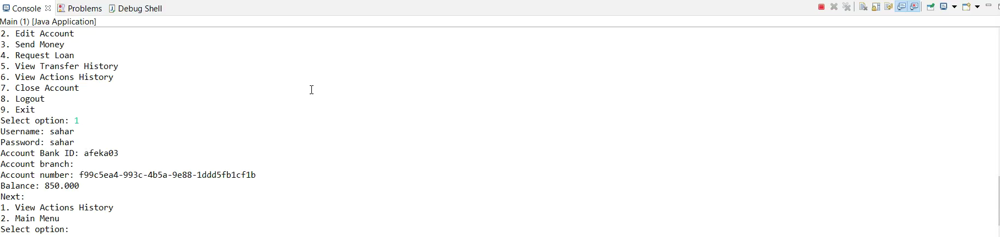 Console Problems Debug Shell
Main (1) [Java Application]
2. Edit Account
3. Send Money
4. Request Loan
5. View Transfer History
6. View Actions History
7. Close Account
8. Logout
9. Exit
Select option: 1
Username: sahar
Password: sahar
Account Bank ID: afeka03
Account branch:
Account number: f99c5ea4-993c-4b5a-9e88-1ddd5fb1cf1b
Balance: 850.000
Next:
1. View Actions History
2. Main Menu
Select option: